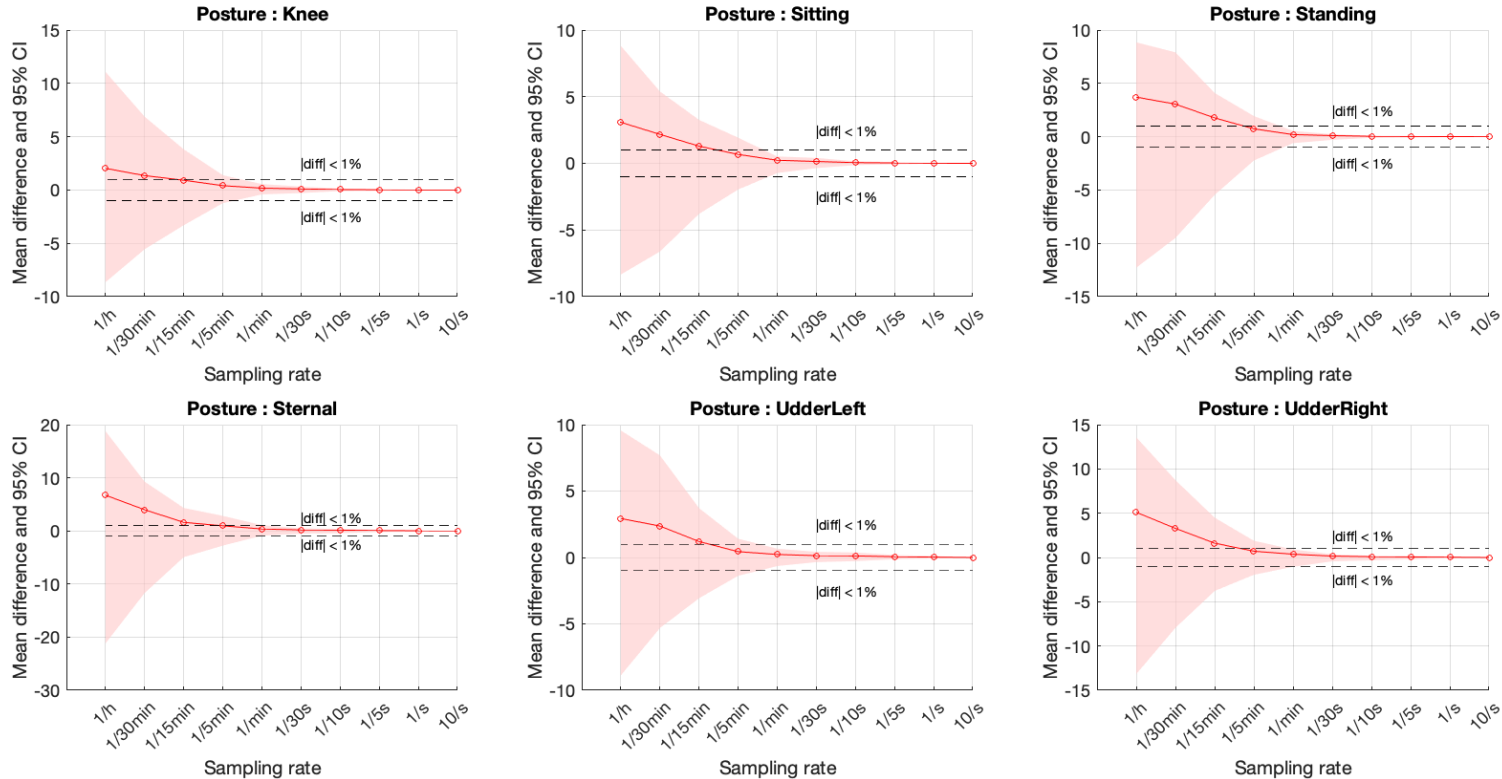 Posture : Knee
Mean difference and 95% CI
15
10
5
0
-5
-10
|diff| < 1%
|diff| < 1%
1/h
1/30min
1/15min
1/5min
1/min
1/30s
1/10s
1/5s
1/s
10/s
Sampling rate
Posture : Sitting
Mean difference and 95% CI
10
5
0
-5
-10
|diff| < 1%
|diff| < 1%
1/h
1/30min
1/15min
1/5min
1/min
1/30s
1/10s
1/5s
1/s
10/s
Sampling rate
Posture : Standing
Mean difference and 95% CI
10
5
0
-5
-10
-15
|diff| < 1%
|diff| < 1%
1/h
1/30min
1/15min
1/5min
1/min
1/30s
1/10s
1/5s
1/s
10/s
Sampling rate
Posture : Sternal
Mean difference and 95% CI
20
10
0
-10
-20
-30
|diff| < 1%
|diff| < 1%
1/h
1/30min
1/15min
1/5min
1/min
1/30s
1/10s
1/5s
1/s
10/s
Sampling rate
Posture : UdderLeft
Mean difference and 95% CI
10
5
0
-5
-10
|diff| < 1%
|diff| < 1%
1/h
1/30min
1/15min
1/5min
1/min
1/30s
1/10s
1/5s
1/s
10/s
Sampling rate
Posture : UdderRight
Mean difference and 95% CI
15
10
5
0
-5
-10
-15
|diff| < 1%
|diff| < 1%
1/h
1/30min
1/15min
1/5min
1/min
1/30s
1/10s
1/5s
1/s
10/s
Sampling rate